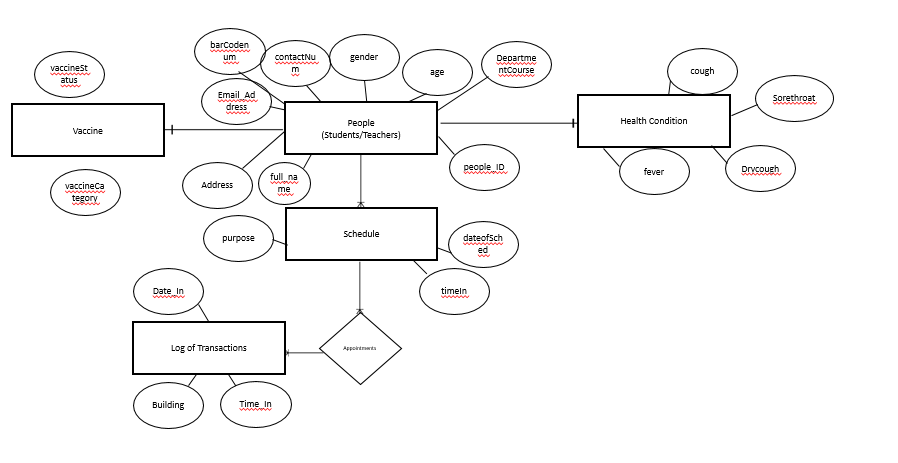 barCoden
um
contactNu
m
gender
age
Departme
ntCourse
vaccineSt
atus
cough
Email_Ad
dress
Sorethroat
Vaccine
People
(Students/Teachers)
Health Condition
Address
full_na
me
people_ID
fever
Drycough
vaccineCa
tegory
purpose
Schedule
dateofSch
ed
Date_In
timeIn
Log of Transactions
Appointments
Building
Time_In